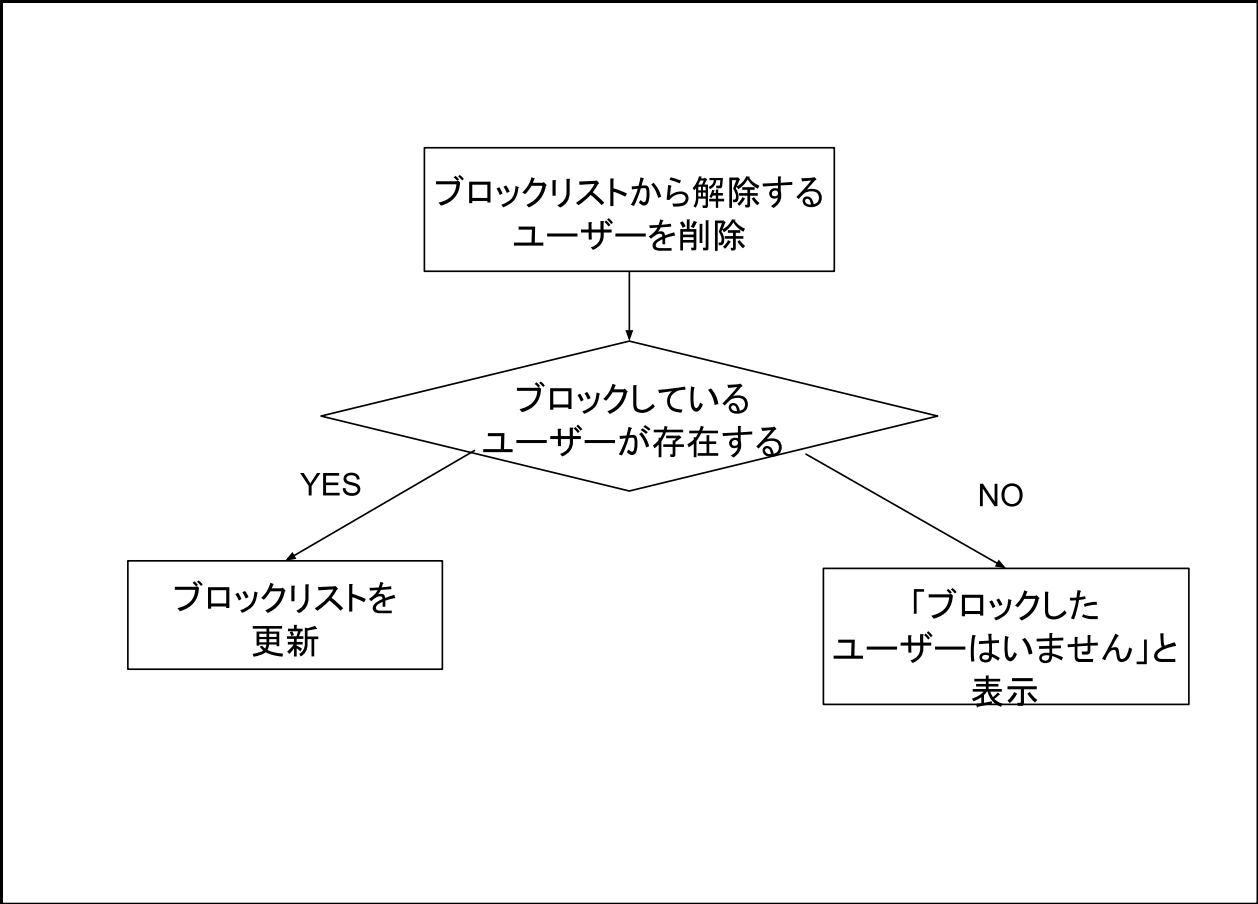 ブロックリストから解除する
ユーザーを削除
ブロックしている
ユーザーが存在する
YES
NO
ブロックリストを
更新
「ブロックした
ユーザーはいません」と
表示